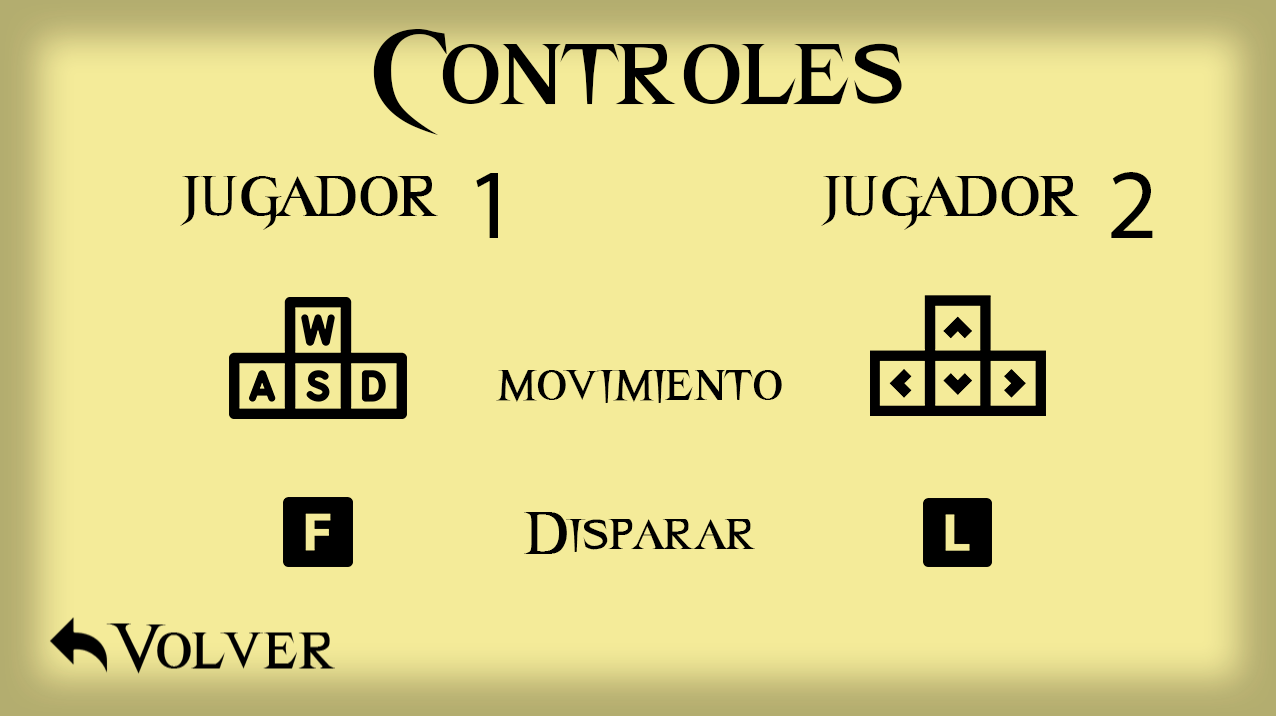 Controles
Jugador 1 Jugador 2
W
A S D Movimiento
F Disparar L
Volver